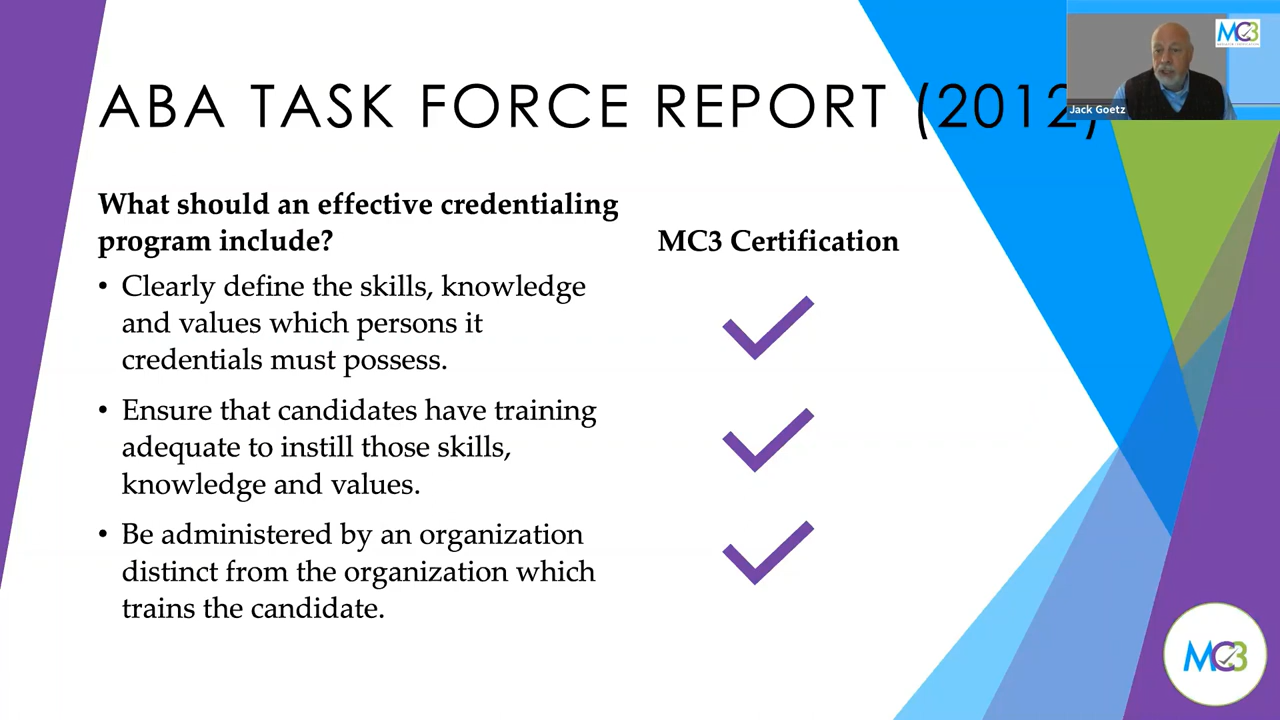 ABA TASK FORCE REPORT (2012)
MC3
Jack Goetz
What should an effective credentialing
program include?
• Clearly define the skills, knowledge
and values which persons it
credentials must possess.
• Ensure that candidates have training
adequate to instill those skills,
knowledge and values.
• Be administered by an organization
distinct from the organization which
trains the candidate.
MC3 Certification
MC3